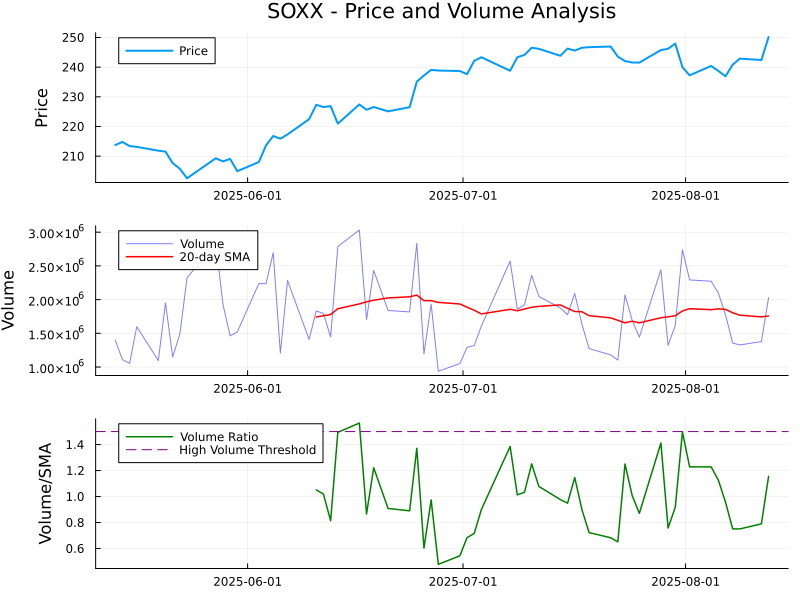 SOXX - Price and Volume Analysis
Price
250
240
230
220
210
Price
2025-06-01 2025-07-01 2025-08-01
Volume
20-day SMA
3.00×10⁶
2.50×10⁶
2.00×10⁶
1.50×10⁶
1.00×10⁶
Volume
2025-06-01 2025-07-01 2025-08-01
Volume Ratio
High Volume Threshold
1.4
1.2
1.0
0.8
0.6
Volume/SMA
2025-06-01 2025-07-01 2025-08-01